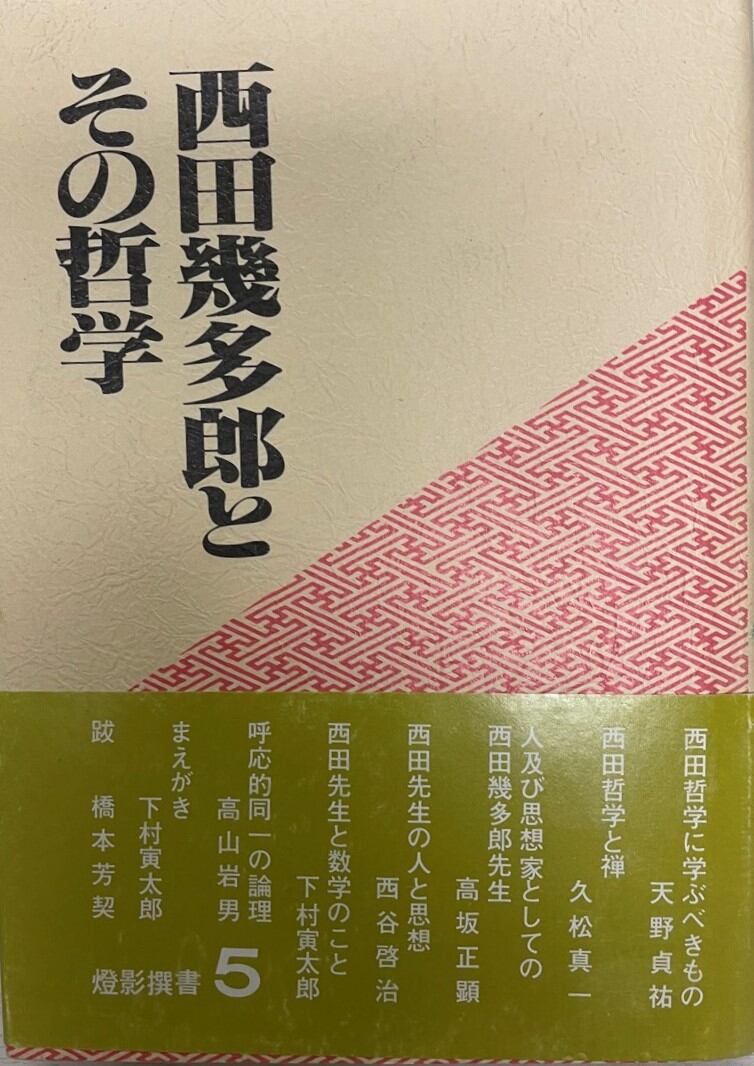 西田幾多郎と
その哲学
西田哲学に学ぶべきもの
天野貞祐
西田哲学と禅
久松真一
人及び思想家としての
西田幾多郎先生
高坂正顕
西田先生の人と思想
西谷啓治
西田先生と数学のこと
下村寅太郎
呼応的同一の論理
高山岩男
まえがき
下村寅太郎
跋 橋本芳契
燈影撰書 5